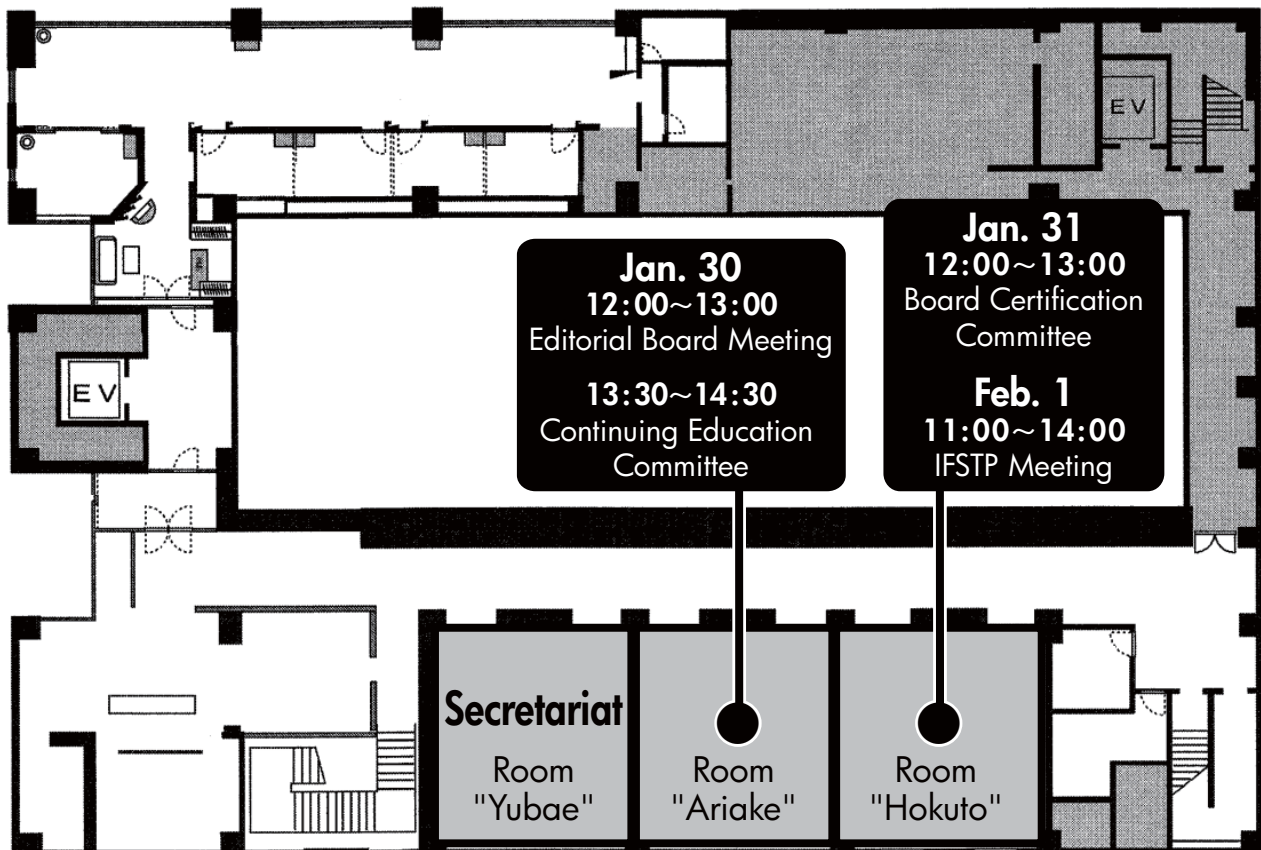 EV
Jan. 30
12:00~13:00
Editorial Board Meeting
13:30~14:30
Continuing Education
Committee
Jan. 31
12:00~13:00
Board Certification
Committee
Feb. 1
11:00~14:00
IFSTP Meeting
EV
Secretariat
Room
"Yubae"
Room
"Ariake"
Room
"Hokuto"